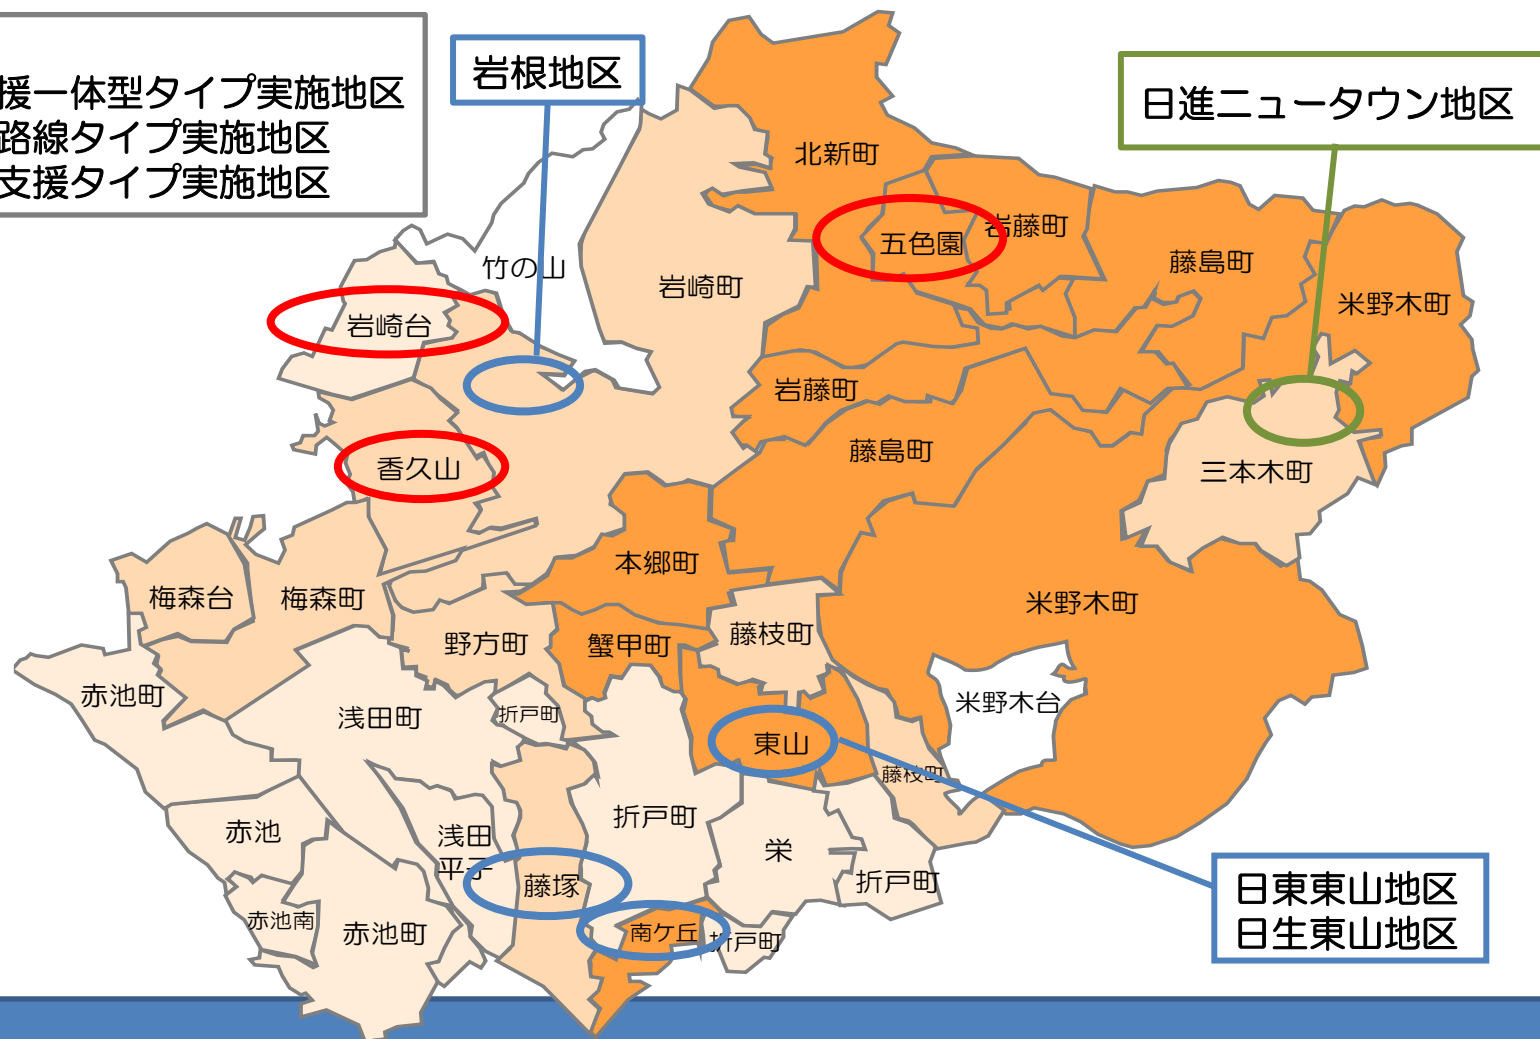 援一体型タイプ実施地区
路線タイプ実施地区
支援タイプ実施地区
岩根地区
日進ニュータウン地区
北新町
五色園
岩藤町
藤島町
米野木町
竹の山
岩崎町
岩崎台
岩藤町
藤島町
香久山
三本木町
本郷町
梅森台
梅森町
米野木町
野方町
蟹甲町
藤枝町
赤池町
浅田町
折戸町
米野木台
東山
藤枝町
折戸町
赤池
浅田
平子
栄
藤塚
折戸町
赤池南
赤池町
南ケ丘
折戸町
日東東山地区
日生東山地区